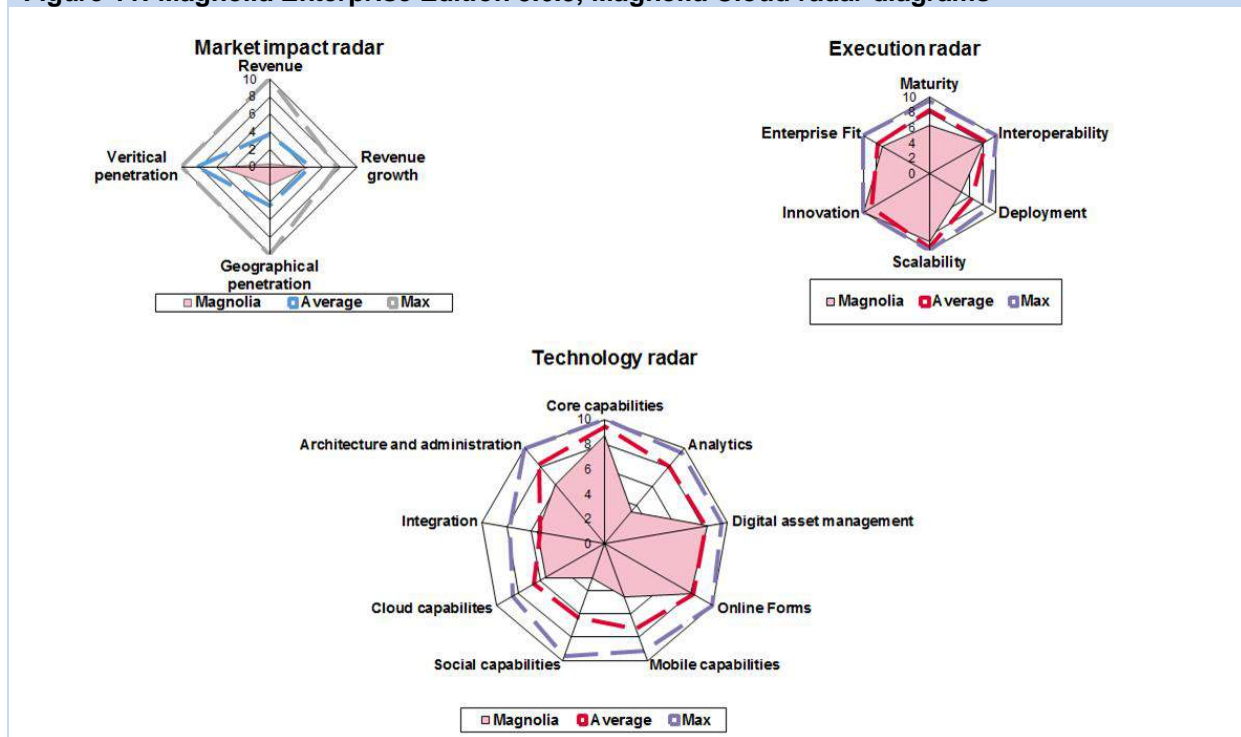 Market impact radar
Revenue
10
8
6
4
2
0
Veritical
penetration
Revenue
growth
Geographical
penetration
Magnolia Average Max
Execution radar
Maturity
10
8
6
4
2
0
Enterprise Fit
Interoperability
Innovation
Deployment
Scalability
Magnolia Average Max
Technology radar
Core capabilities
10
8
6
4
2
0
Architecture and administration
Analytics
Integration
Digital asset management
Cloud capabilites
Online Forms
Social capabilities
Mobile capabilities
Magnolia Average Max